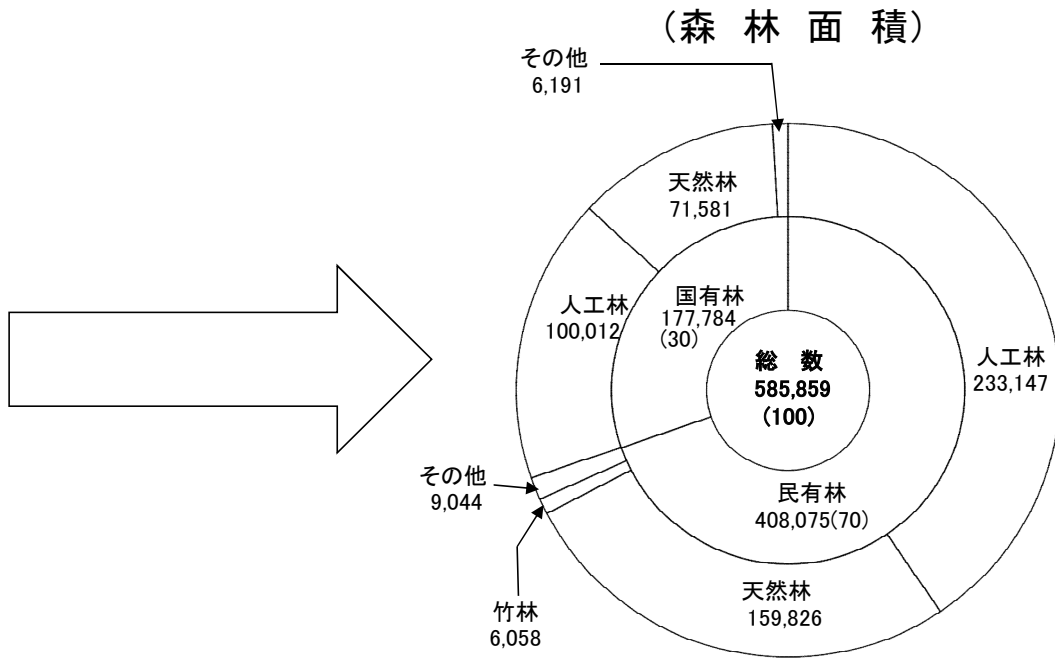 (森 林 面 積)
その他
6,191
天然林
71,581
人工林
100,012
国有林
177,784
(30)
総 数
585,859
(100)
人工林
233,147
その他
9,044
民有林
408,075(70)
天然林
159,826
竹林
6,058